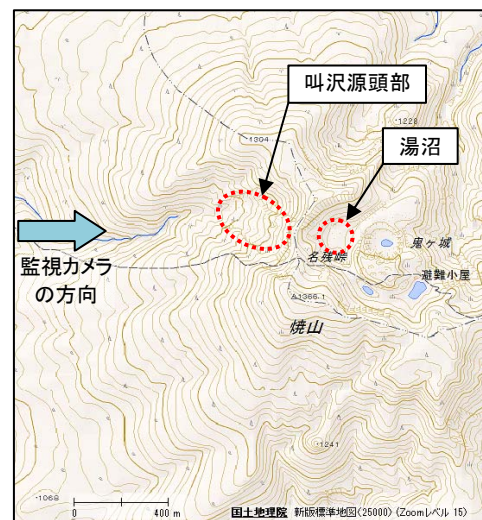 叫沢源頭部
湯沼
・1228
・1304
監視カメラ
の方向
鬼ヶ城
名残峠
避難小屋
△1366.1
焼山
・1241
・1068
0 400 m
国土地理院 新版標準地図(25000) (Zoomレベル 15)